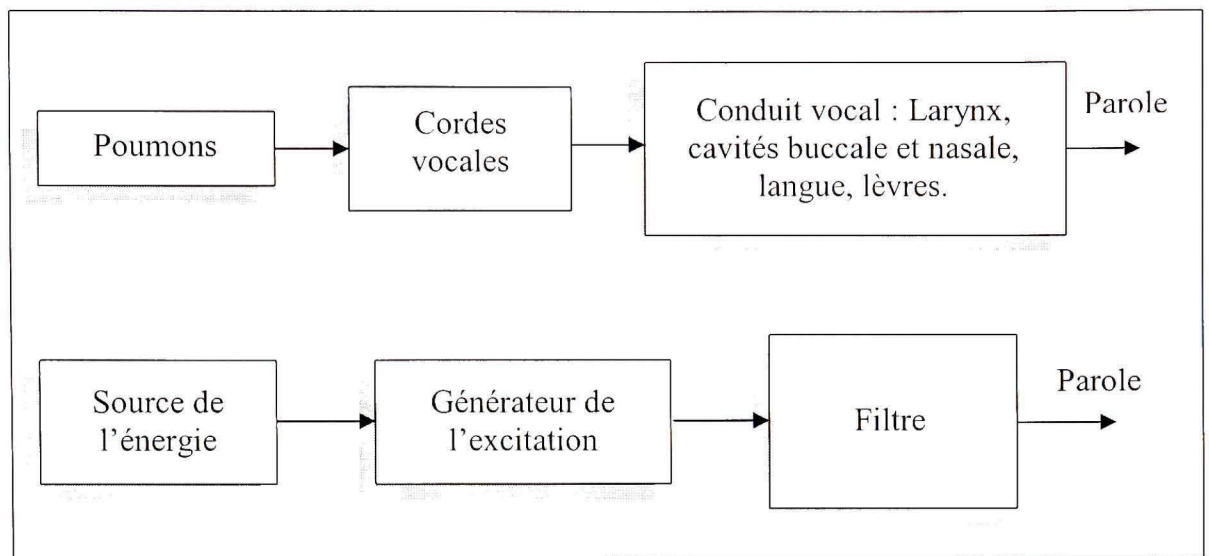 Poumons
Cordes
vocales
Conduit vocal : Larynx,
cavités buccale et nasale,
langue, lèvres.
Parole
Source de
l’énergie
Générateur de
l’excitation
Filtre
Parole